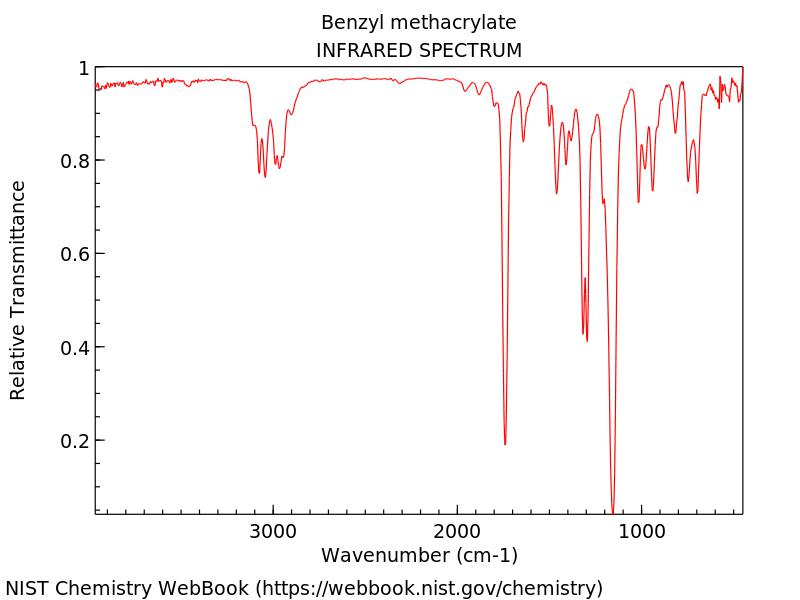 Benzyl methacrylate
INFRARED SPECTRUM
1
0.8
0.6
0.4
0.2
Relative Transmittance
3000
2000
1000
Wavenumber (cm-1)
NIST Chemistry WebBook (https://webbook.nist.gov/chemistry)